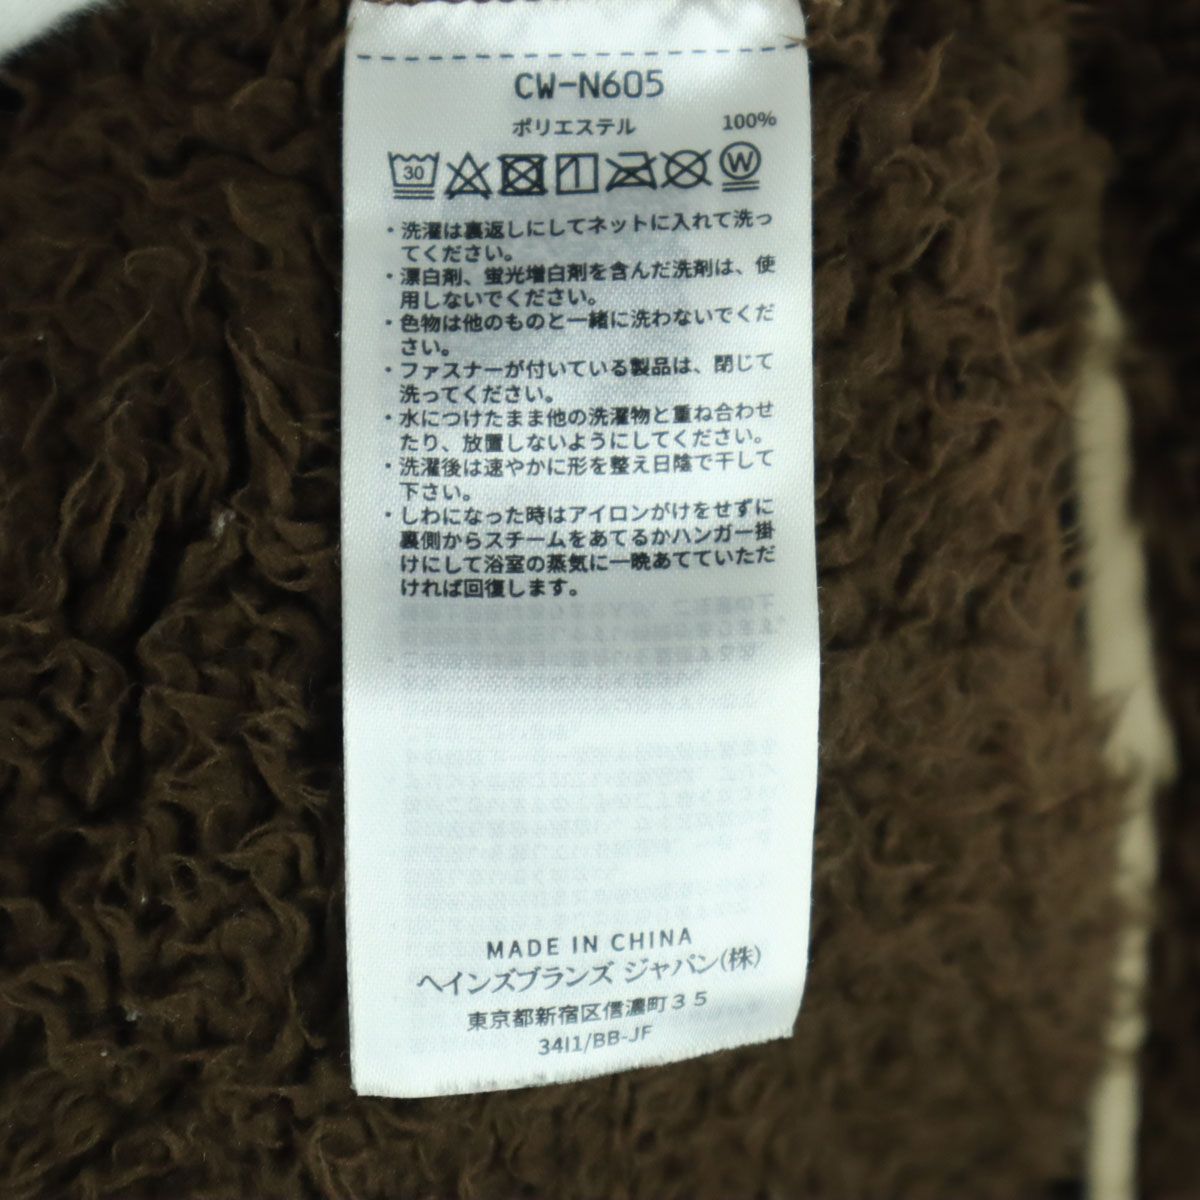 CW-N605
ポリエステル 100%
30 W
・洗濯は裏返しにしてネットに入れて洗っ
てください。
・漂白剤、蛍光増白剤を含んだ洗剤は、使
用しないでください。
・色物は他のものと一緒に洗わないでくだ
さい。
・ファスナーが付いている製品は、閉じて
洗ってください。
・水につけたまま他の洗濯物と重ね合わせ
たり、放置しないようにしてください。
・洗濯後は速やかに形を整え日陰で干して
下さい。
・しわになった時はアイロンがけをせずに
裏側からスチームをあてるかハンガー掛
けにして浴室の蒸気に一晩あてていただ
ければ回復します。
MADE IN CHINA
ヘインズブランズ ジャパン(株)
東京都新宿区信濃町３５
34I1/BB-JF